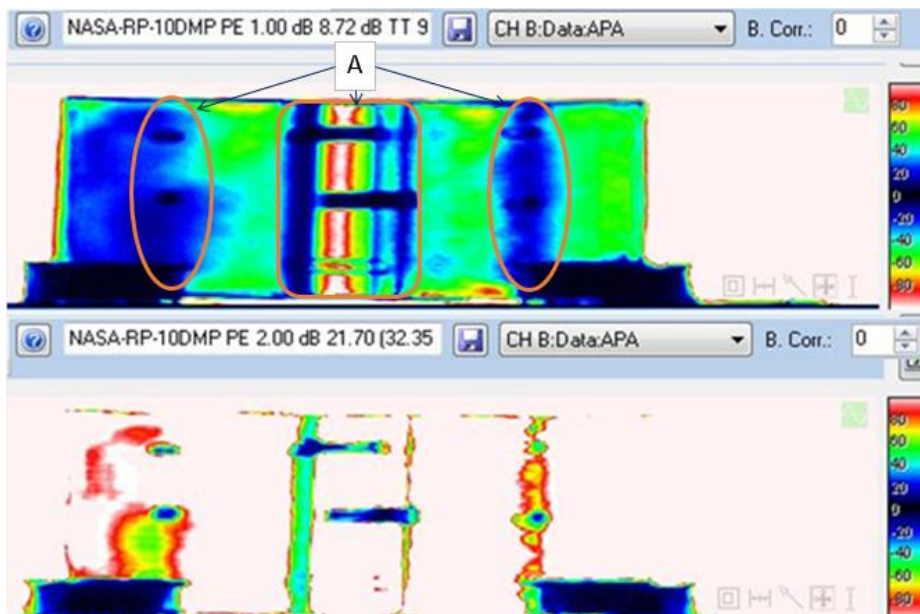 NASA-RP-10DMP PE 1.00 dB 8.72 dB TT 9
CH B:Data:APA
B. Corr.: 0
A
80
60
40
20
0
-20
-40
-60
-80
NASA-RP-10DMP PE 2.00 dB 21.70 (32.35
CH B:Data:APA
B. Corr.: 0
80
60
40
20
0
-20
-40
-60
-80